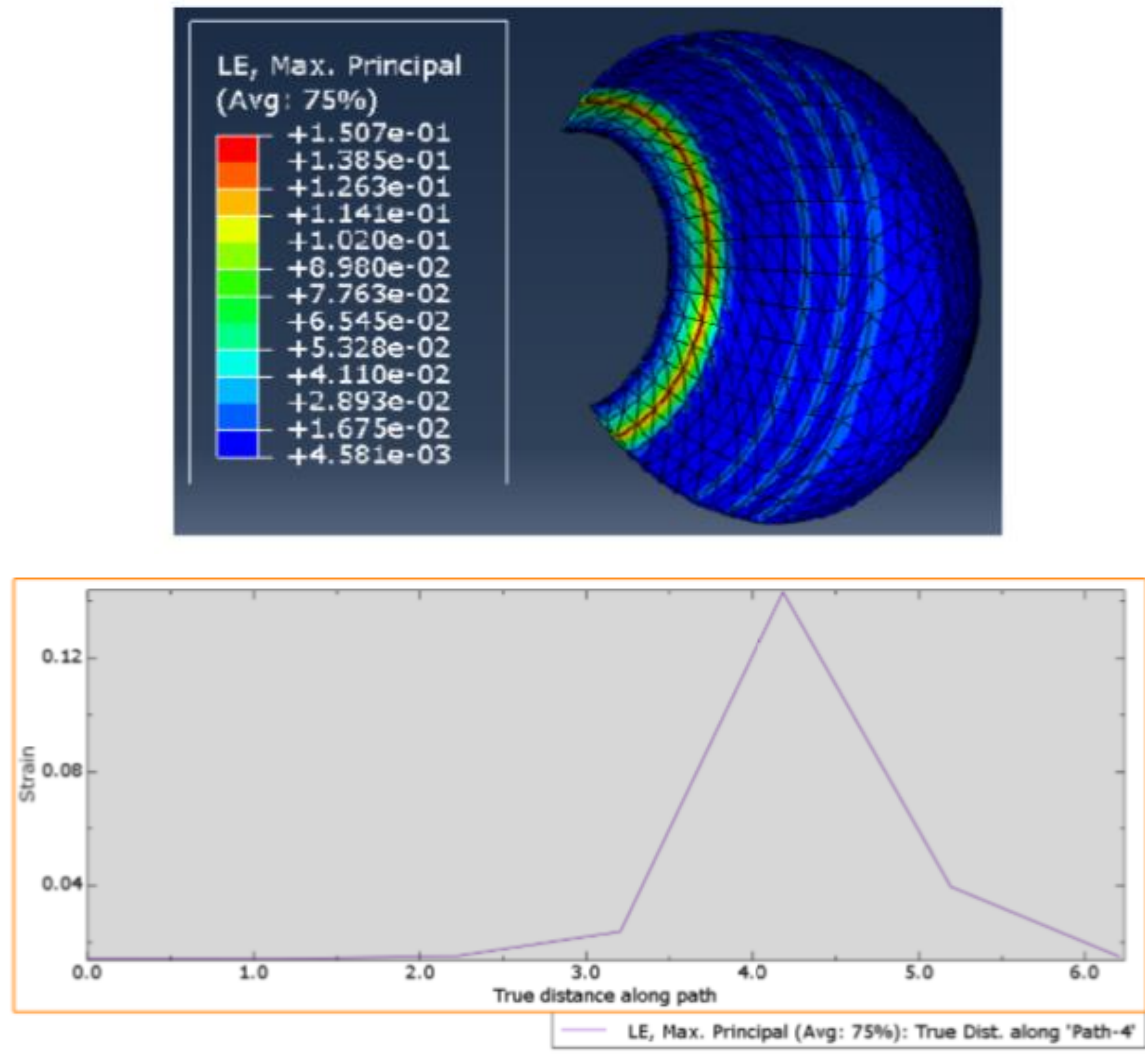 LE, Max. Principal
(Avg: 75%)
+1.507e-01
+1.385e-01
+1.263e-01
+1.141e-01
+1.020e-01
+8.980e-02
+7.763e-02
+6.545e-02
+5.328e-02
+4.110e-02
+2.893e-02
+1.675e-02
+4.581e-03
0.12
0.08
0.04
Strain
0.0 1.0 2.0 3.0 4.0 5.0 6.0
True distance along path
LE, Max. Principal (Avg: 75%): True Dist. along 'Path-4'